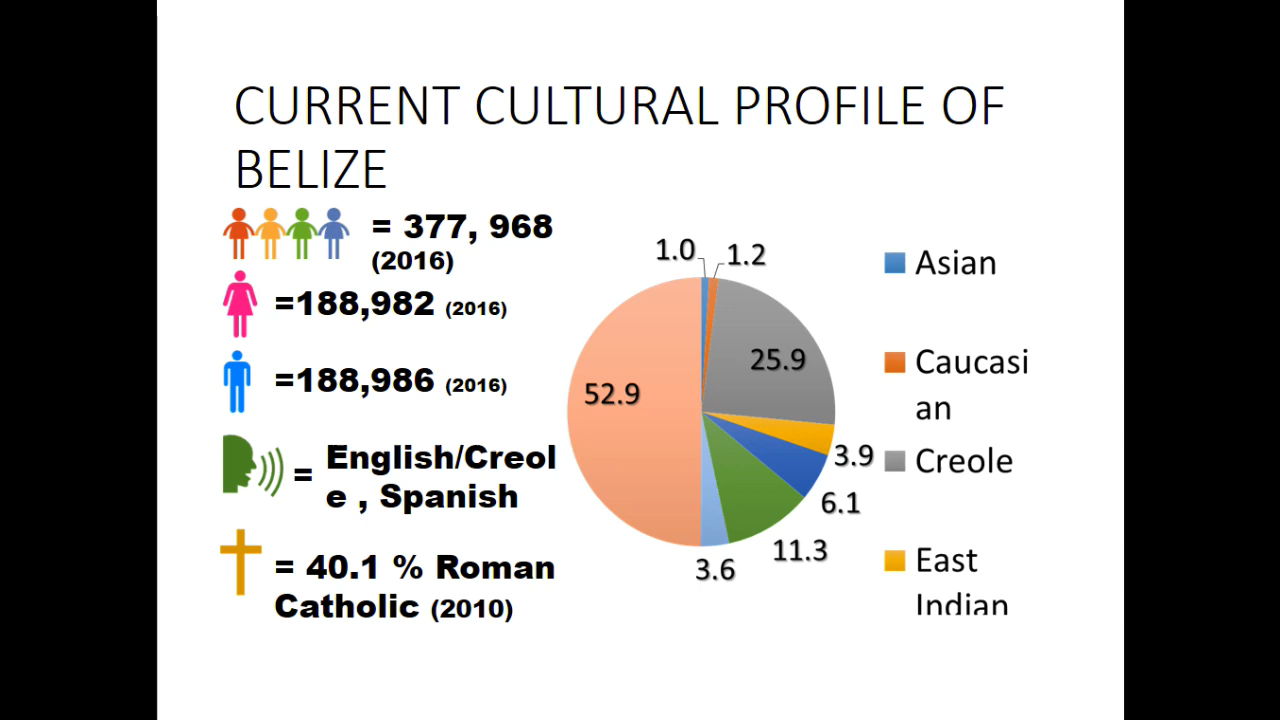 CURRENT CULTURAL PROFILE OF
BELIZE
= 377, 968
(2016)
=188,982 (2016)
=188,986 (2016)
= English/Creol
e , Spanish
= 40.1 % Roman
Catholic (2010)
1.0
1.2
25.9
52.9
3.9
6.1
11.3
3.6
Asian
Caucasi
an
Creole
East
Indian